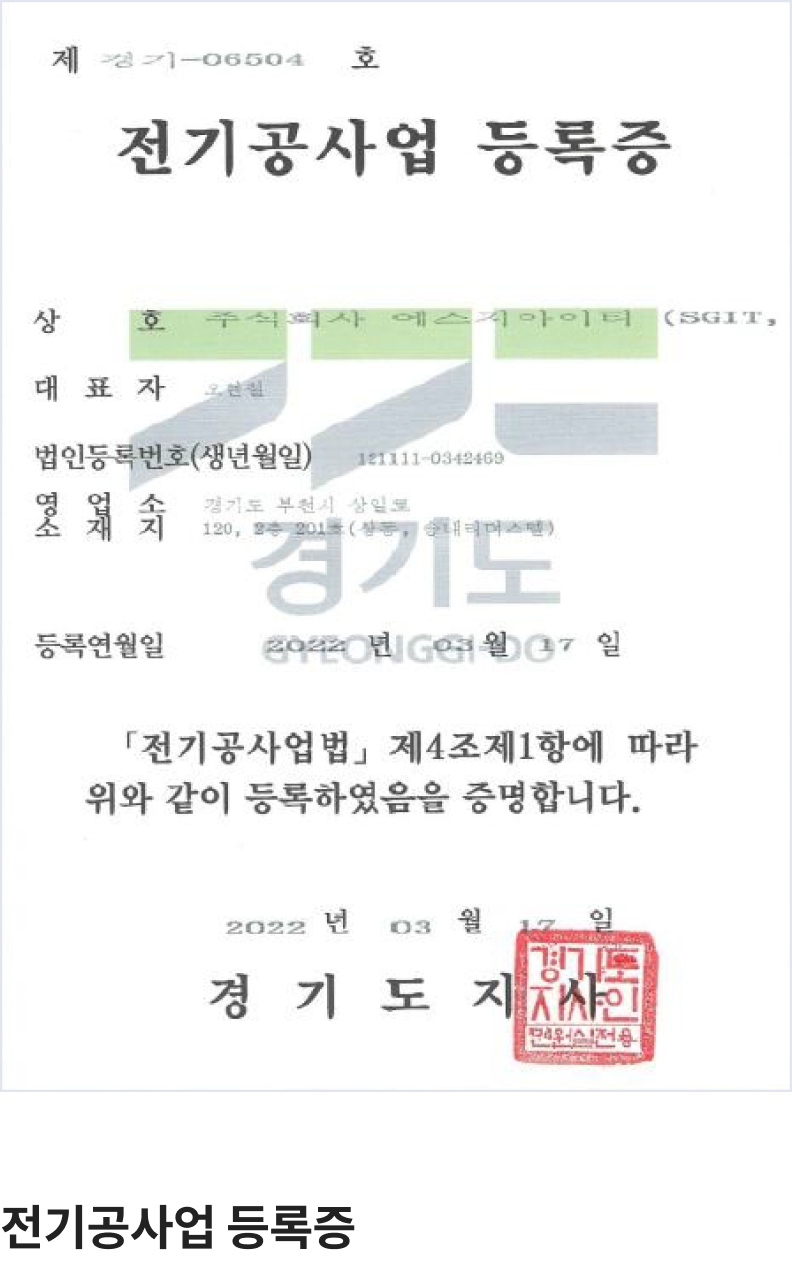 제 경기-06504 호
전기공사업 등록증
상 호 주식회사 에스지아이티 (SGIT,
대 표 자 오현철
법인등록번호(생년월일) 121111-0342469
영 업 소 경기도 부천시 상일로
소 재 지 120, 2층 201호(상동, 송내리더스텔)
경기도
GYEONGGI-DO
등록연월일 2022 년 03 월 17 일
「전기공사업법」 제4조제1항에 따라
위와 같이 등록하였음을 증명합니다.
2022 년 03 월 17 일
경 기 도 지 사
경기도
지사인
민원실전용
전기공사업 등록증